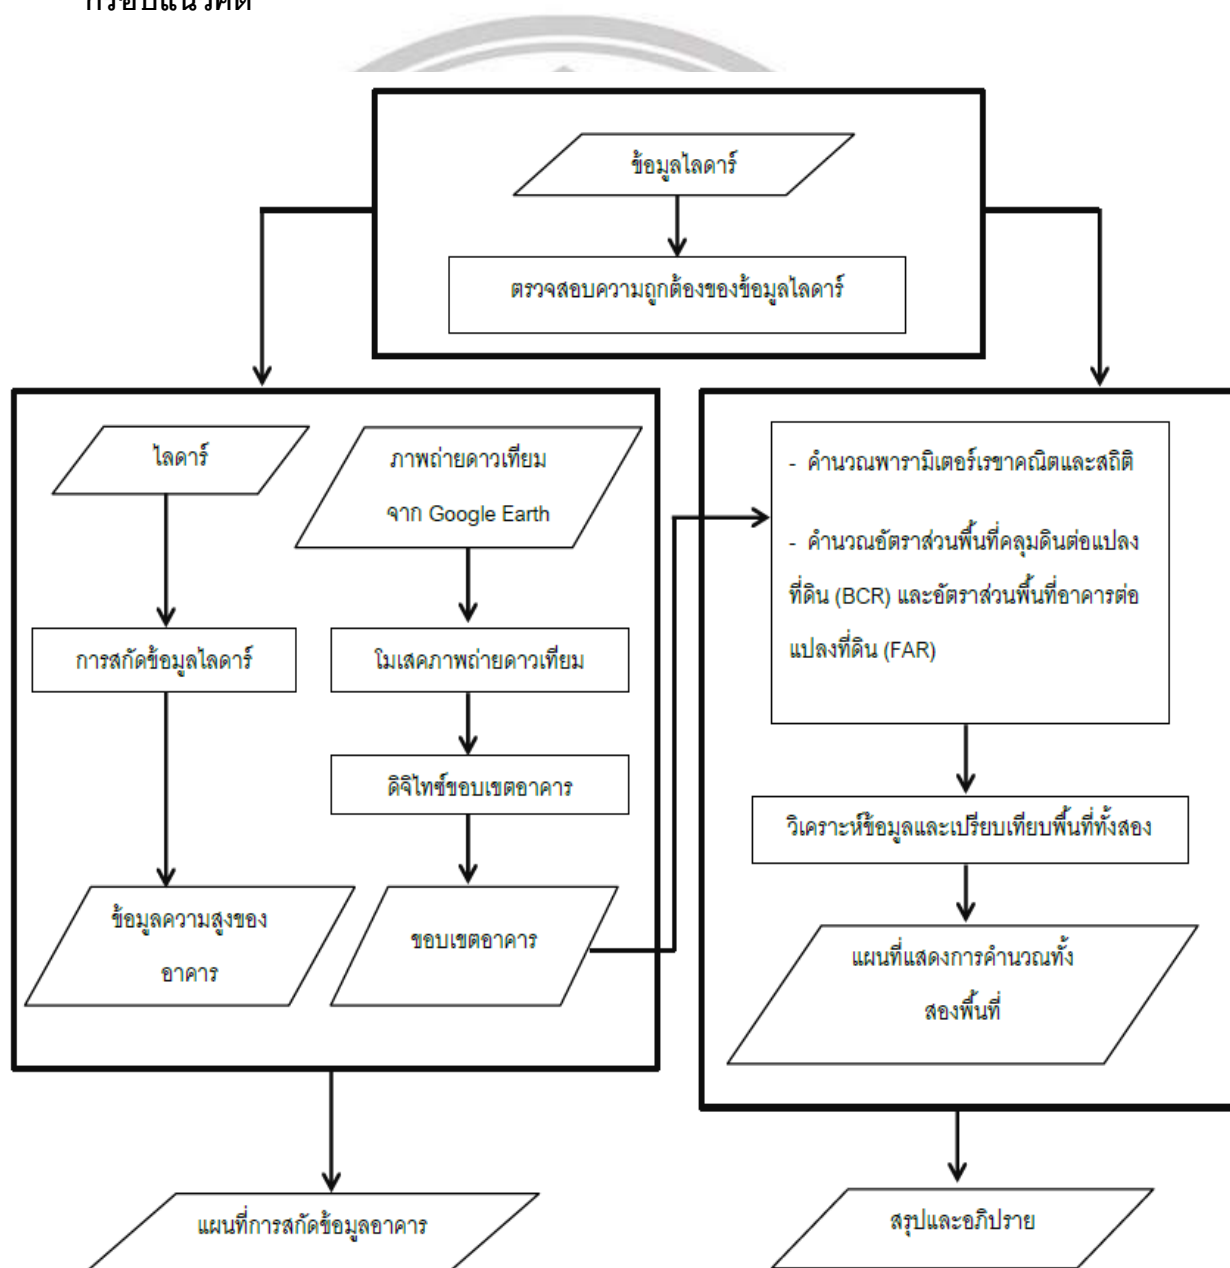 กรอบแนวคิด
ข้อมูลไลดาร์
ตรวจสอบความถูกต้องของข้อมูลไลดาร์
ไลดาร์
ภาพถ่ายดาวเทียม
จาก Google Earth
การสกัดข้อมูลไลดาร์
โมเสคภาพถ่ายดาวเทียม
ดิจิไทซ์ขอบเขตอาคาร
ข้อมูลความสูงของ
อาคาร
ขอบเขตอาคาร
แผนที่การสกัดข้อมูลอาคาร
- คำนวณพารามิเตอร์เรขาคณิตและสถิติ
- คำนวณอัตราส่วนพื้นที่คลุมดินต่อแปลง
ที่ดิน (BCR) และอัตราส่วนพื้นที่อาคารต่อ
แปลงที่ดิน (FAR)
วิเคราะห์ข้อมูลและเปรียบเทียบพื้นที่ทั้งสอง
แผนที่แสดงการคำนวณทั้ง
สองพื้นที่
สรุปและอภิปราย